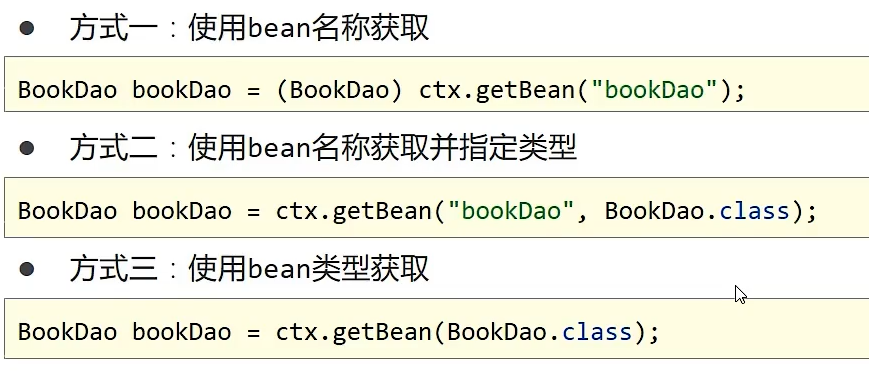 ● 方式一：使用bean名称获取
BookDao bookDao = (BookDao) ctx.getBean("bookDao");
● 方式二：使用bean名称获取并指定类型
BookDao bookDao = ctx.getBean("bookDao", BookDao.class);
● 方式三：使用bean类型获取
BookDao bookDao = ctx.getBean(BookDao.class);